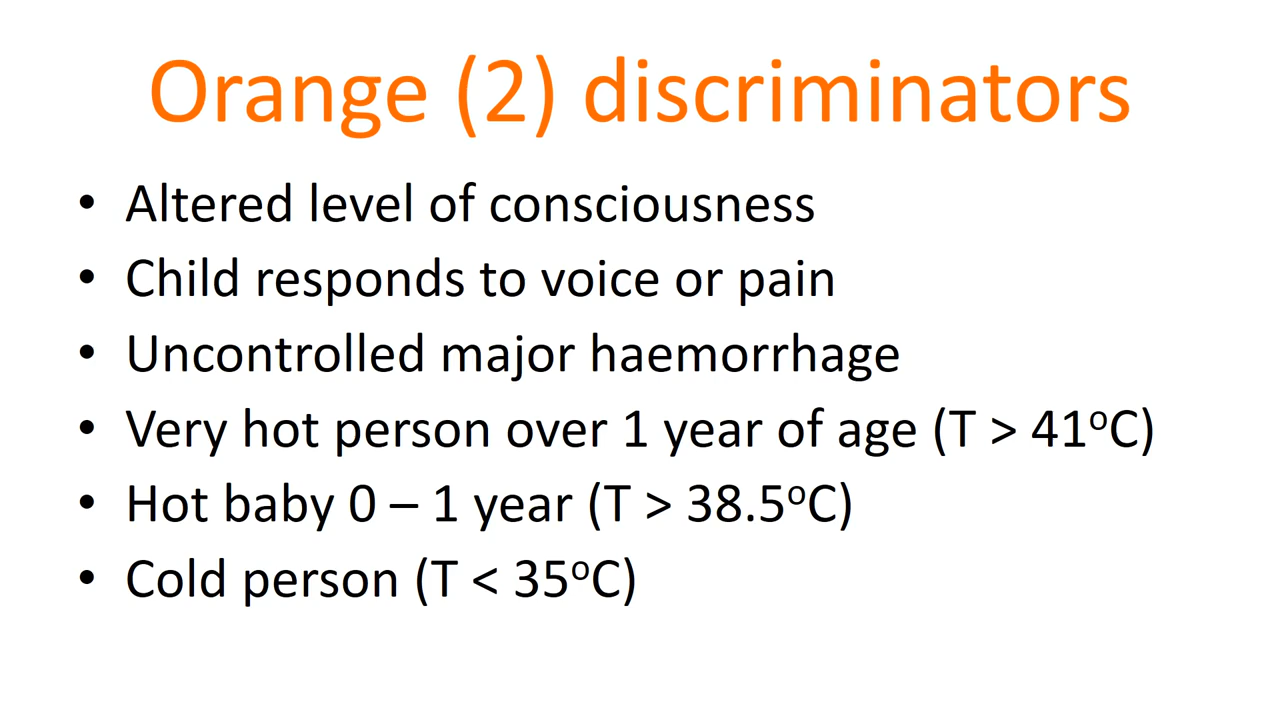 Orange (2) discriminators
• Altered level of consciousness
• Child responds to voice or pain
• Uncontrolled major haemorrhage
• Very hot person over 1 year of age (T > 41ºC)
• Hot baby 0 – 1 year (T > 38.5ºC)
• Cold person (T < 35ºC)